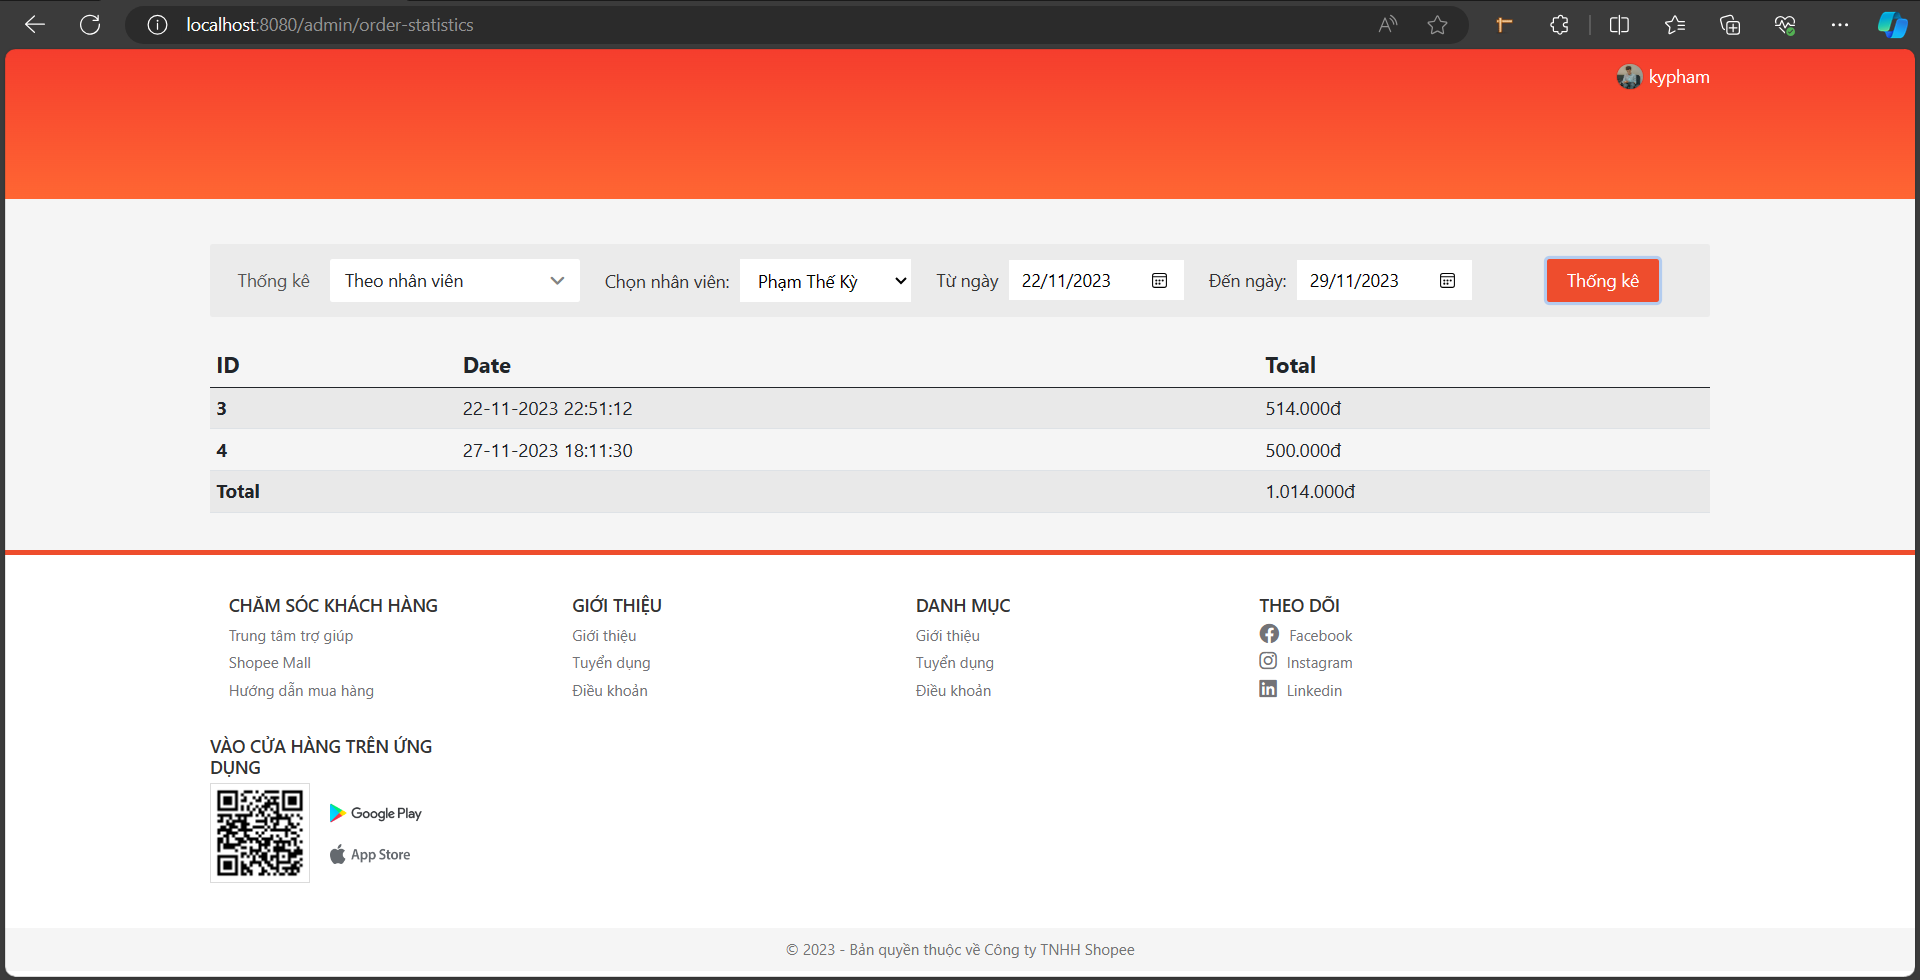 localhost:8080/admin/order-statistics
kypham
Thống kê Theo nhân viên Chọn nhân viên: Phạm Thế Kỳ Từ ngày 22/11/2023 Đến ngày: 29/11/2023 Thống kê
ID Date Total
3 22-11-2023 22:51:12 514.000đ
4 27-11-2023 18:11:30 500.000đ
Total 1.014.000đ
CHĂM SÓC KHÁCH HÀNG
Trung tâm trợ giúp
Shopee Mall
Hướng dẫn mua hàng
GIỚI THIỆU
Giới thiệu
Tuyển dụng
Điều khoản
DANH MỤC
Giới thiệu
Tuyển dụng
Điều khoản
THEO DÕI
Facebook
Instagram
Linkedin
VÀO CỬA HÀNG TRÊN ỨNG
DỤNG
Google Play
App Store
© 2023 - Bản quyền thuộc về Công ty TNHH Shopee